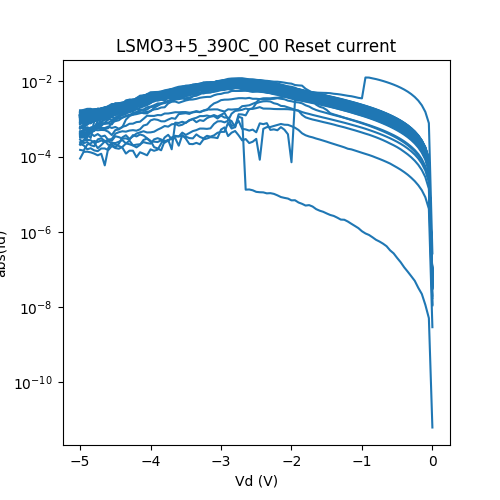 LSMO3+5_390C_00 Reset current
10⁻²
10⁻⁴
10⁻⁶
10⁻⁸
10⁻¹⁰
abs(Id)
−5 −4 −3 −2 −1 0
Vd (V)